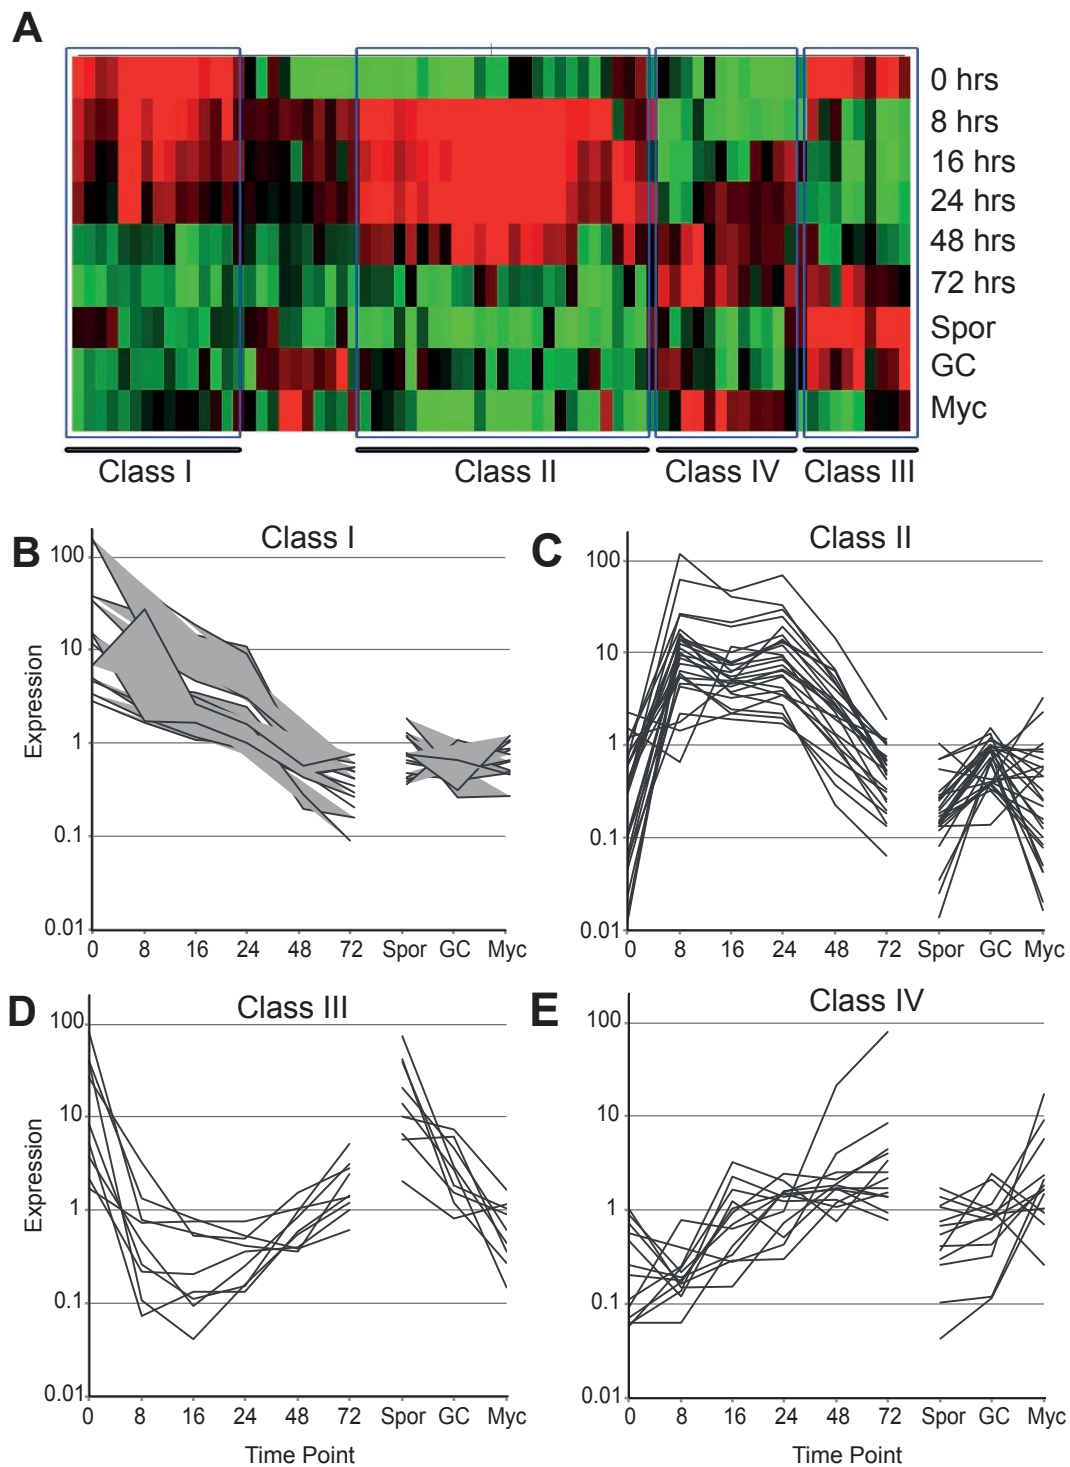 A
0 hrs
8 hrs
16 hrs
24 hrs
48 hrs
72 hrs
Spor
GC
Myc
Class I
Class II
Class IV
Class III
B
Class I
100
10
1
0.1
0.01
Expression
0 8 16 24 48 72 Spor GC Myc
C
Class II
100
10
1
0.1
0.01
0 8 16 24 48 72 Spor GC Myc
D
Class III
100
10
1
0.1
0.01
Expression
0 8 16 24 48 72 Spor GC Myc
Time Point
E
Class IV
100
10
1
0.1
0.01
0 8 16 24 48 72 Spor GC Myc
Time Point